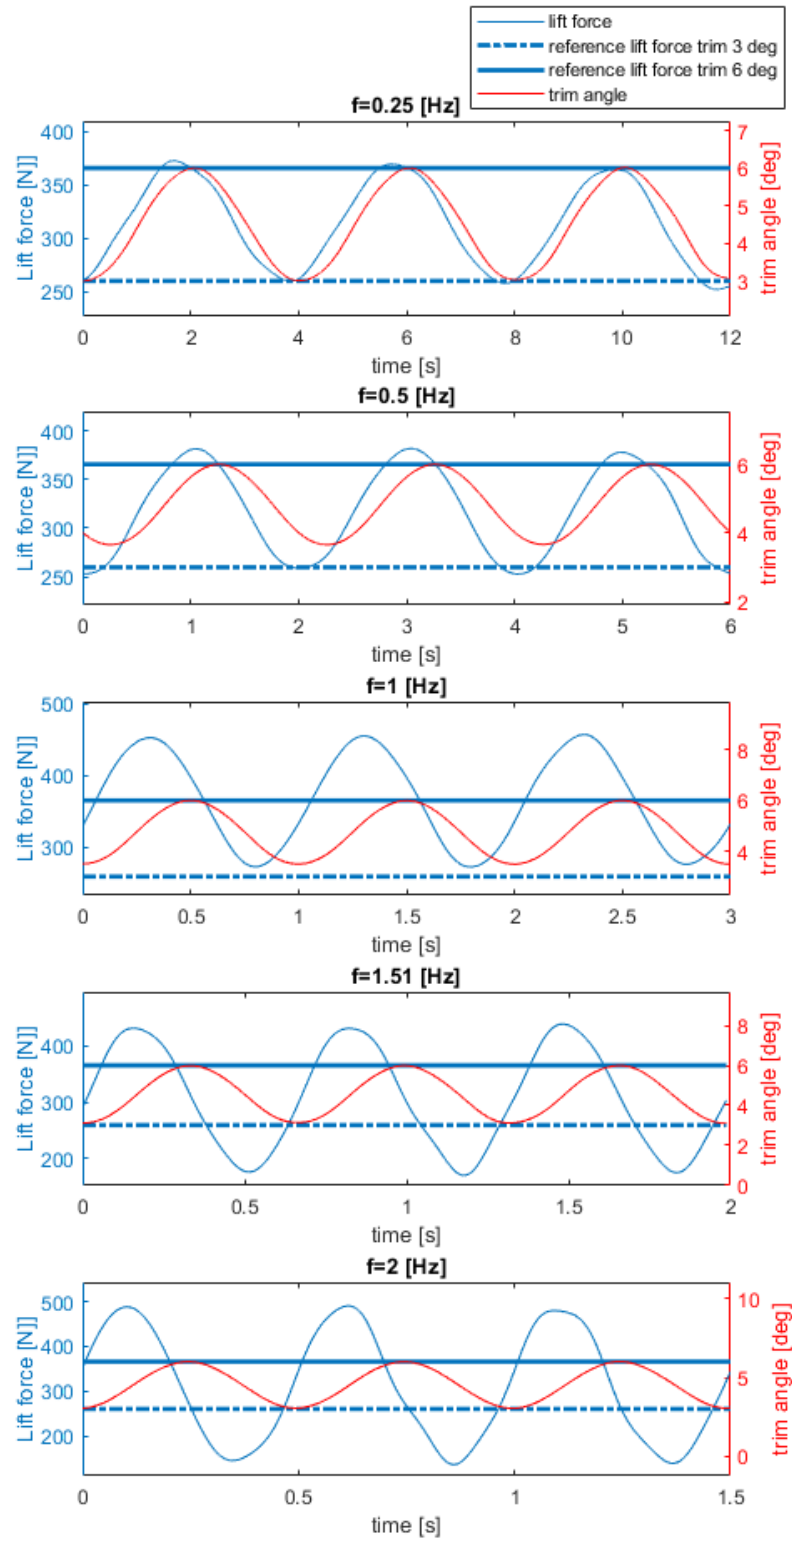 lift force
reference lift force trim 3 deg
reference lift force trim 6 deg
trim angle
f=0.25 [Hz]
Lift force [N]]
400
350
300
250
7
6
5
4
3
trim angle [deg]
0 2 4 6 8 10 12
time [s]
f=0.5 [Hz]
Lift force [N]]
400
350
300
250
6
4
2
trim angle [deg]
0 1 2 3 4 5 6
time [s]
f=1 [Hz]
Lift force [N]]
500
400
300
8
6
4
trim angle [deg]
0 0.5 1 1.5 2 2.5 3
time [s]
f=1.51 [Hz]
Lift force [N]]
400
300
200
8
6
4
2
0
trim angle [deg]
0 0.5 1 1.5 2
time [s]
f=2 [Hz]
Lift force [N]]
500
400
300
200
10
5
0
trim angle [deg]
0 0.5 1 1.5
time [s]